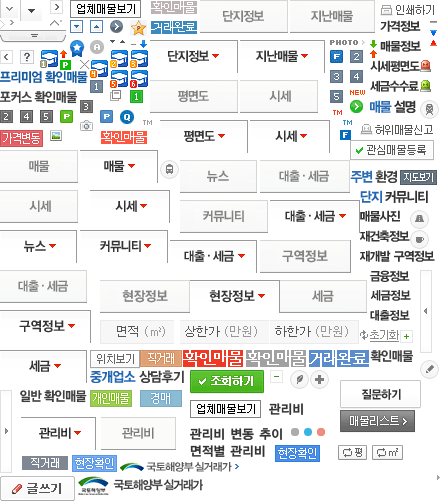 업체매물보기 확인매물 단지정보 지난매물 인쇄하기
거래완료 가격정보
PHOTO 매물정보
단지정보 지난매물 F 2 시세평면도
프리미엄 확인매물 3 4 시세수수료
포커스 확인매물 3 1 평면도 시세 5 NEW 매물 설명
2 4 5 P P Q TM TM
가격변동 확인매물 평면도 시세 F 허위매물신고
관심매물등록
매물 매물 뉴스 대출·세금 주변 환경 지도보기
단지 커뮤니티
시세 시세 커뮤니티 대출·세금 매물사진
재건축정보
뉴스 커뮤니티 대출·세금 구역정보 재개발 구역정보
금융정보
대출·세금 현장정보 현장정보 세금 세금정보
대출정보
구역정보 면적 (㎡) 상한가 (만원) 하한가 (만원) 초기화
세금 위치보기 직거래 확인매물 확인매물 거래완료 확인매물
중개업소 상담후기 조회하기
일반 확인매물 개인매물 경매 질문하기
업체매물보기 관리비
관리비 관리비 관리비 변동 추이 매물리스트 >
면적별 관리비 현장확인 평 ㎡
직거래 현장확인 국토해양부 실거래가 >
글쓰기 국토해양부 실거래가